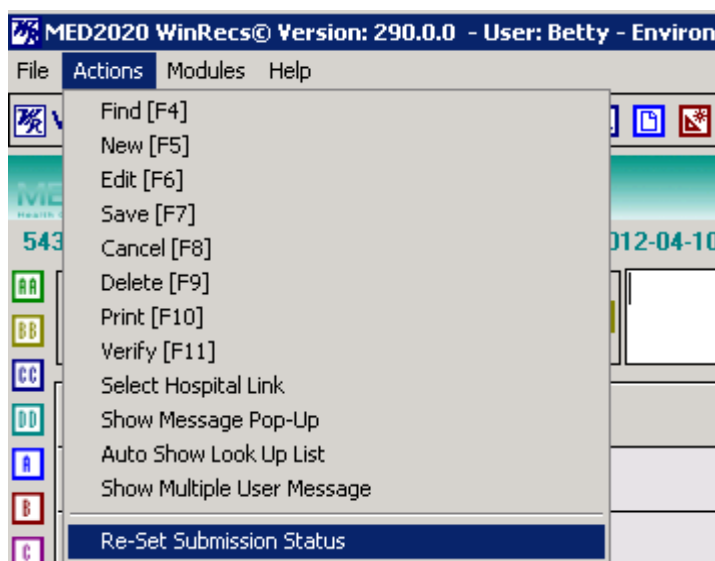 MED2020 WinRecs© Version: 290.0.0 - User: Betty - Environ
File Actions Modules Help
Find [F4]
New [F5]
Edit [F6]
Save [F7]
Cancel [F8]
Delete [F9]
Print [F10]
Verify [F11]
Select Hospital Link
Show Message Pop-Up
Auto Show Look Up List
Show Multiple User Message
Re-Set Submission Status
543
012-04-10
AA
BB
CC
DD
A
B
C